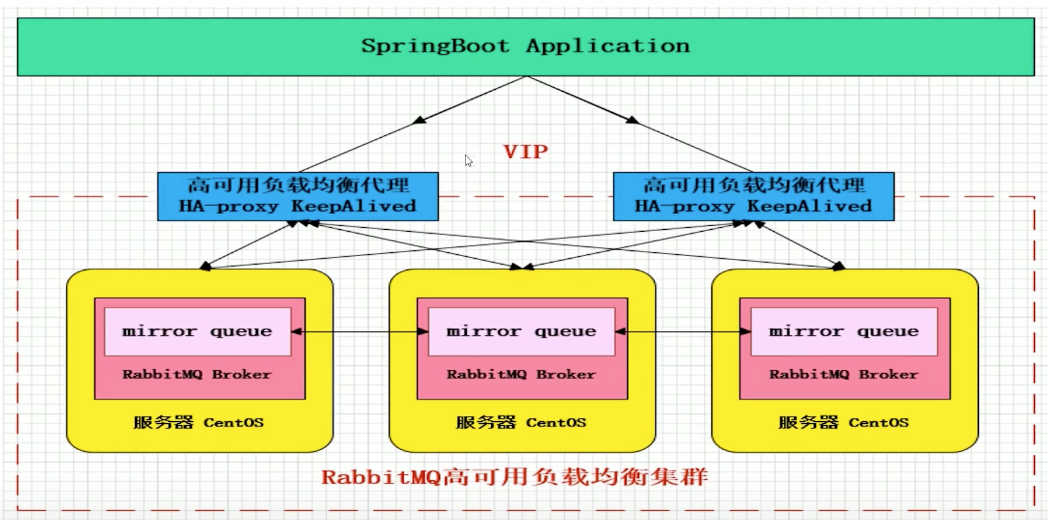 SpringBoot Application
VIP
高可用负载均衡代理
HA-proxy KeepAlived
高可用负载均衡代理
HA-proxy KeepAlived
mirror queue
RabbitMQ Broker
服务器 CentOS
mirror queue
RabbitMQ Broker
服务器 CentOS
mirror queue
RabbitMQ Broker
服务器 CentOS
RabbitMQ高可用负载均衡集群